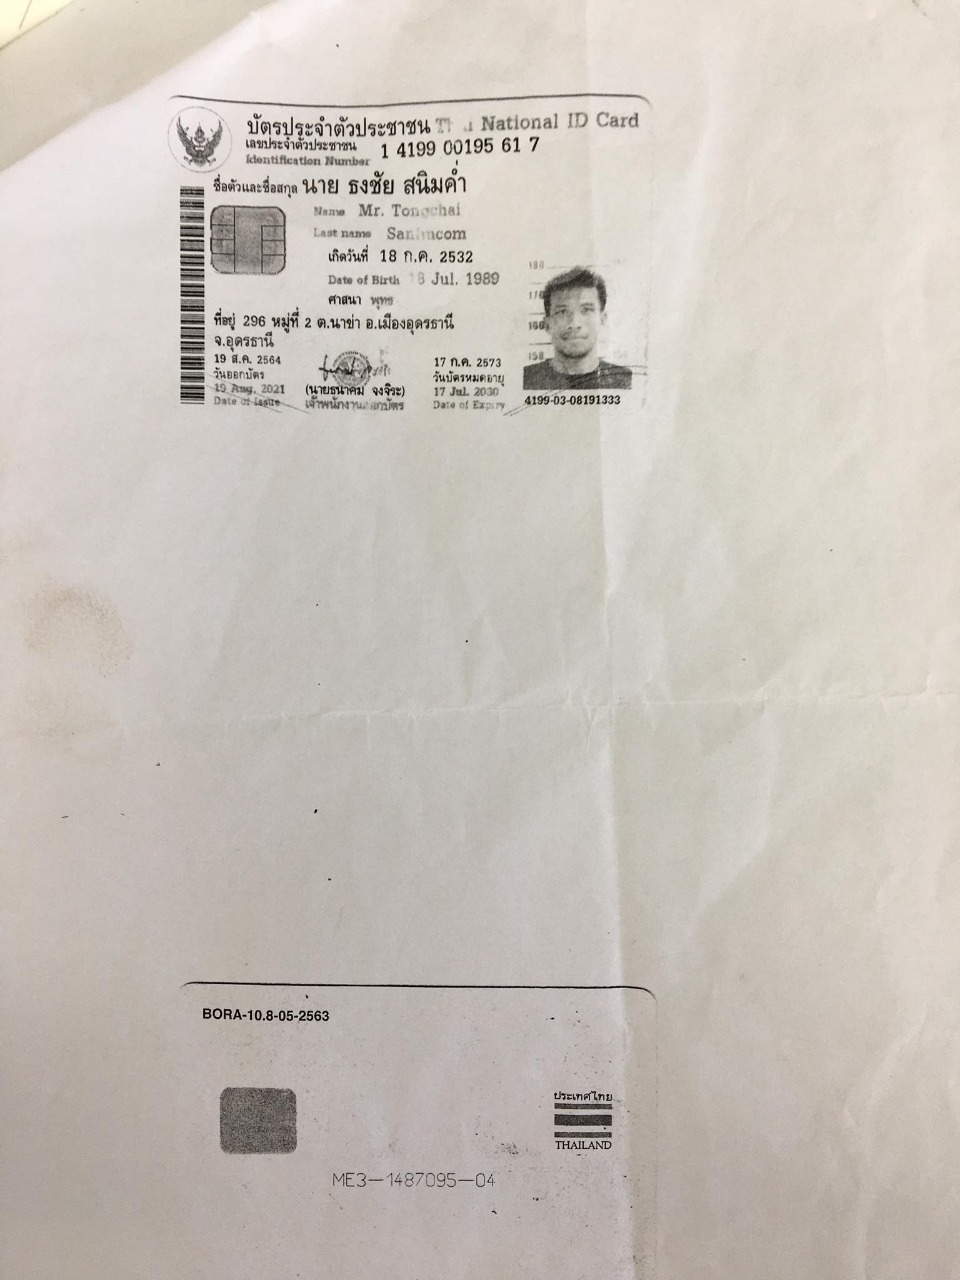 บัตรประจำตัวประชาชน National ID Card
เลขประจำตัวประชาชน
Identification Number 1 4199 00195 61 7
ชื่อตัวและชื่อสกุล นาย ธงชัย สนิมค่ำ
Name Mr. Tongchai
Last name
เกิดวันที่ 18 ก.ค. 2532
Date of Birth 18 Jul. 1989
ศาสนา พุทธ
ที่อยู่ 296 หมู่ที่ 2 ต.นาข่า อ.เมืองอุดรธานี
จ.อุดรธานี
19 ส.ค. 2564
วันออกบัตร
19 Aug. 2021
Date of Issue
(นายธนาคม จงจิระ)
เจ้าพนักงานออกบัตร
17 ก.ค. 2573
วันบัตรหมดอายุ
17 Jul. 2030
Date of Expiry
180
170
160
150
4199-03-08191333
BORA-10.8-05-2563
ประเทศไทย
THAILAND
ME3-1487095-04